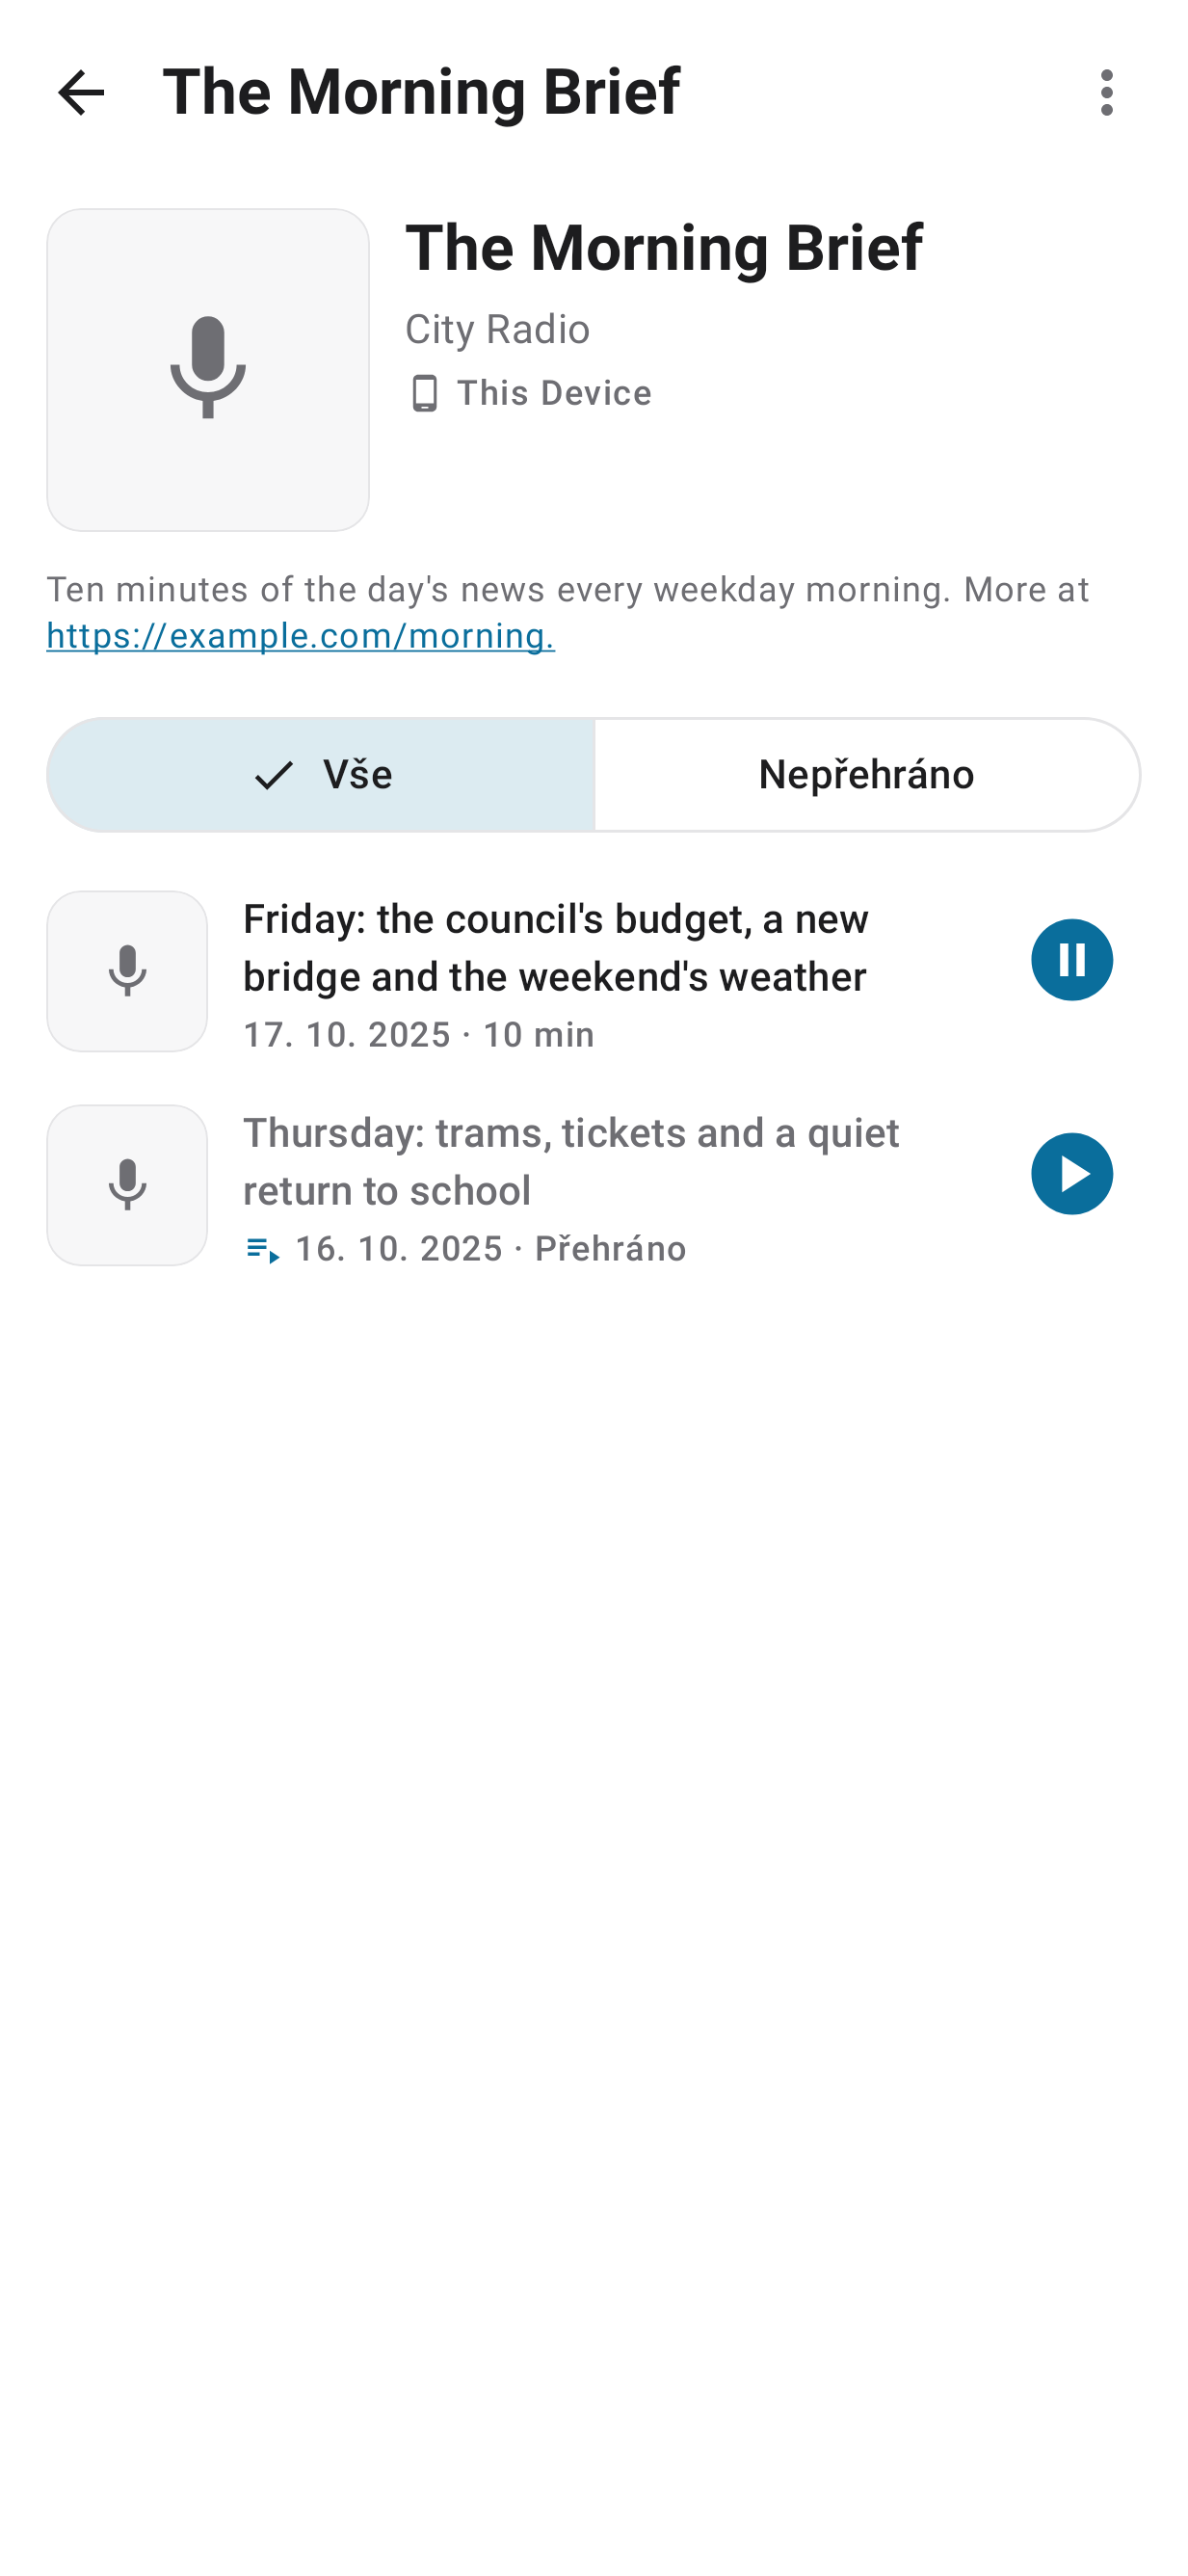 The Morning Brief
The Morning Brief
City Radio
This Device
Ten minutes of the day's news every weekday morning. More at
https://example.com/morning.
Vše
Nepřehráno
Friday: the council's budget, a new
bridge and the weekend's weather
17. 10. 2025 · 10 min
Thursday: trams, tickets and a quiet
return to school
16. 10. 2025 · Přehráno